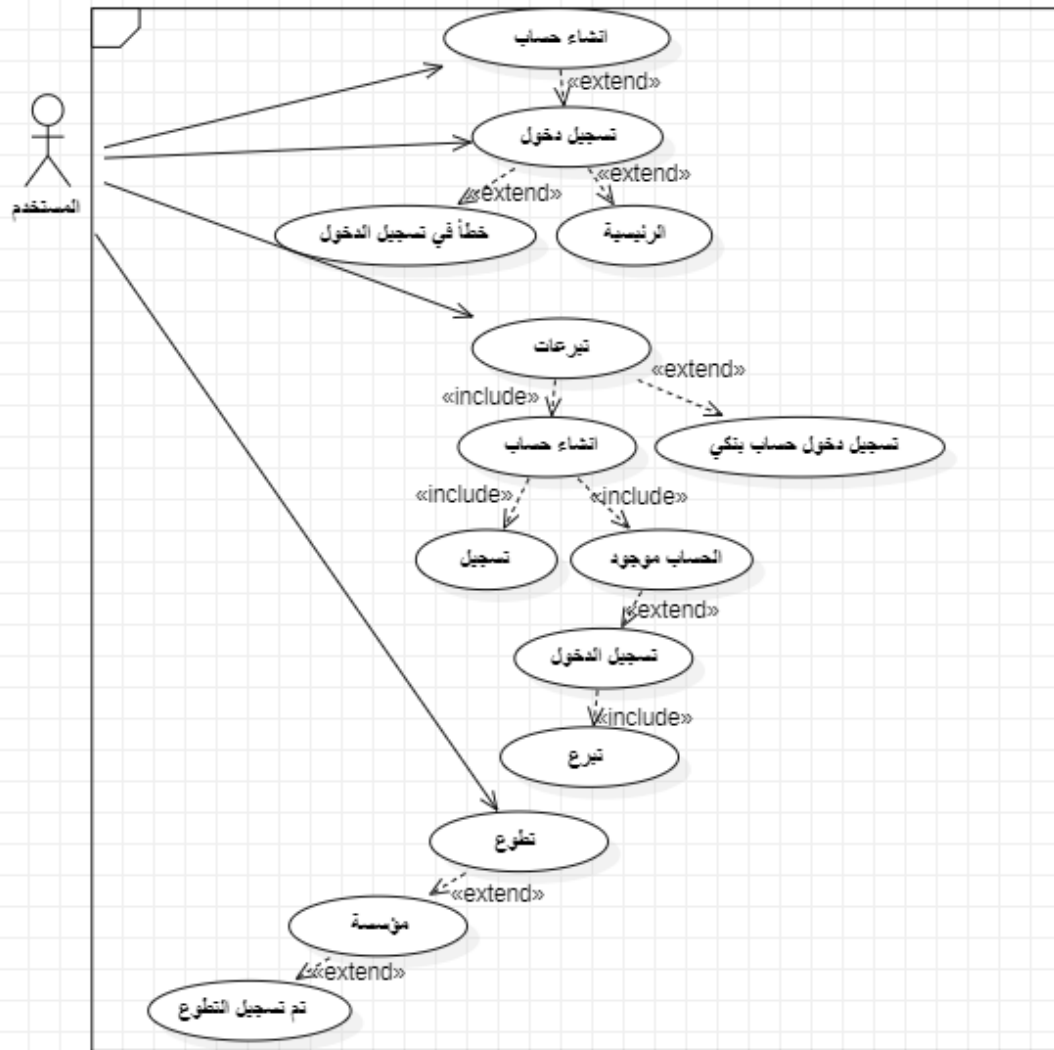 انشاء حساب
«extend»
المستخدم
تسجيل دخول
«extend»
«extend»
خطأ في تسجيل الدخول
الرئيسية
تبرعات
«extend»
«include»
انشاء حساب
تسجيل دخول حساب بنكي
«include»
«include»
تسجيل
الحساب موجود
«extend»
تسجيل الدخول
«include»
تبرع
تطوع
«extend»
مؤسسة
«extend»
تم تسجيل التطوع